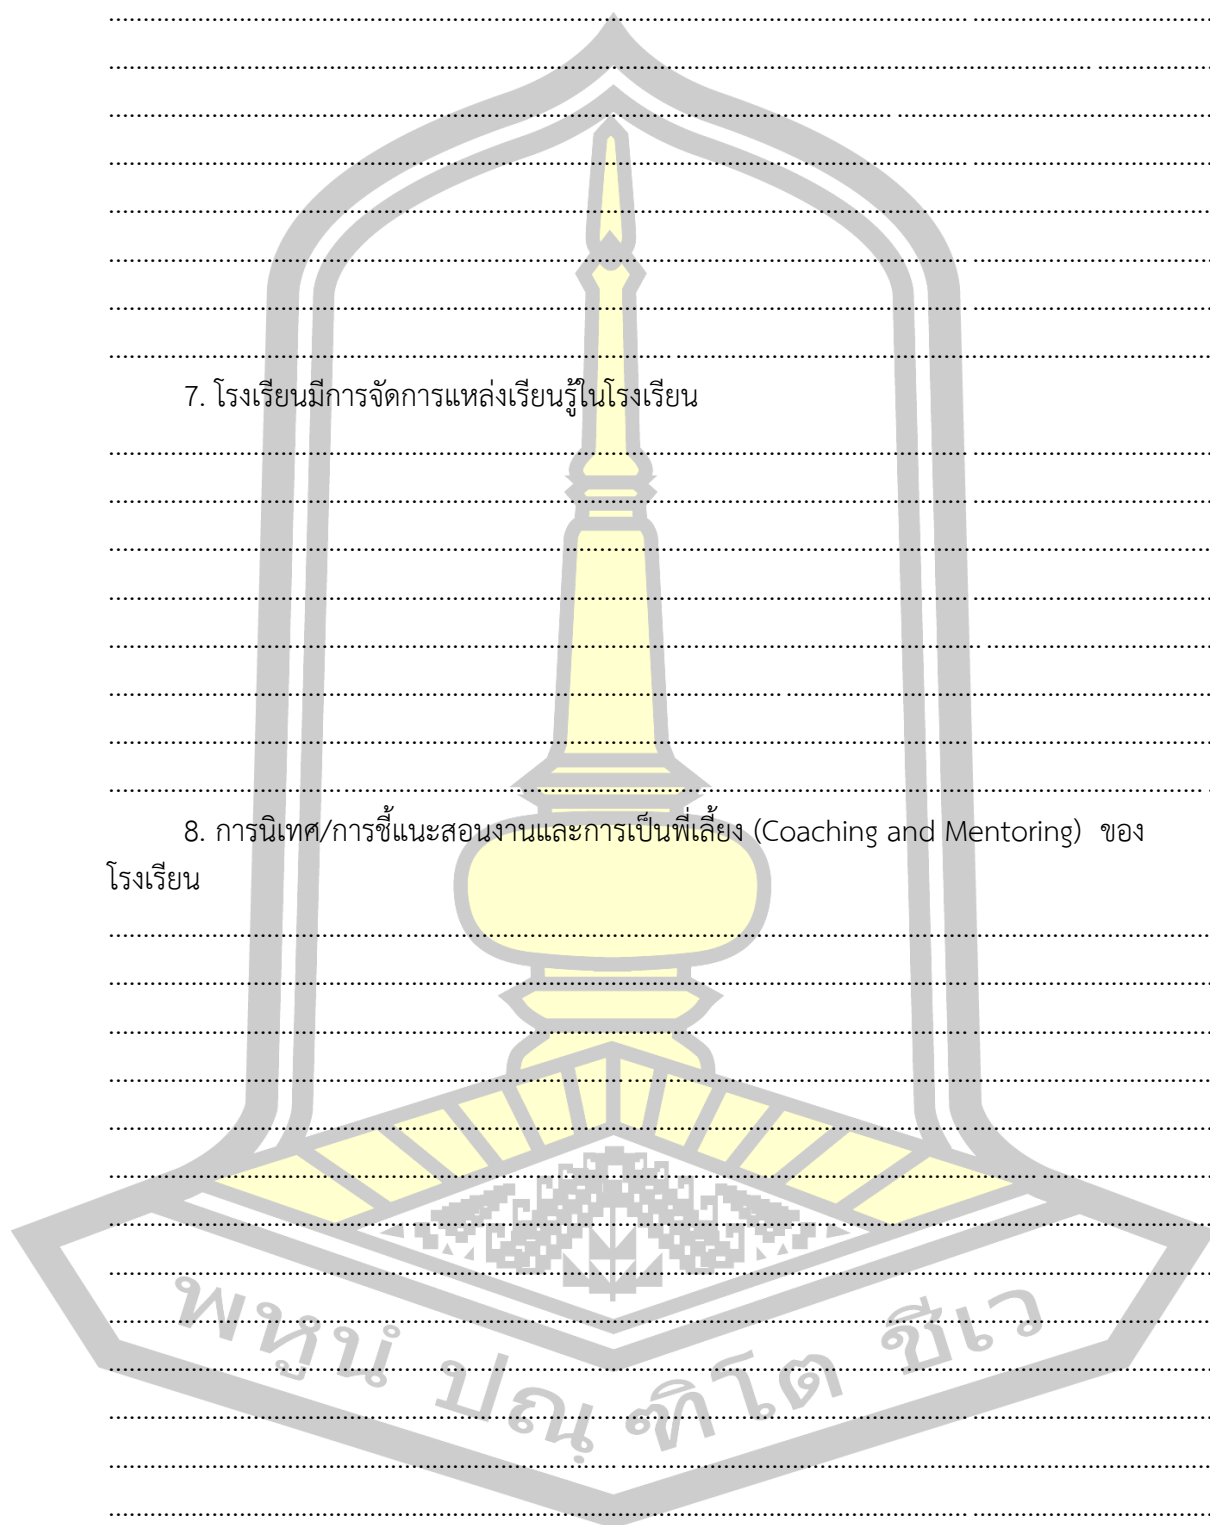 7. โรงเรียนมีการจัดการแหล่งเรียนรู้ในโรงเรียน
8. การนิเทศ/การชี้แนะสอนงานและการเป็นพี่เลี้ยง (Coaching and Mentoring) ของ
โรงเรียน
พหูนํ ปณฺฑิโต ชีเว